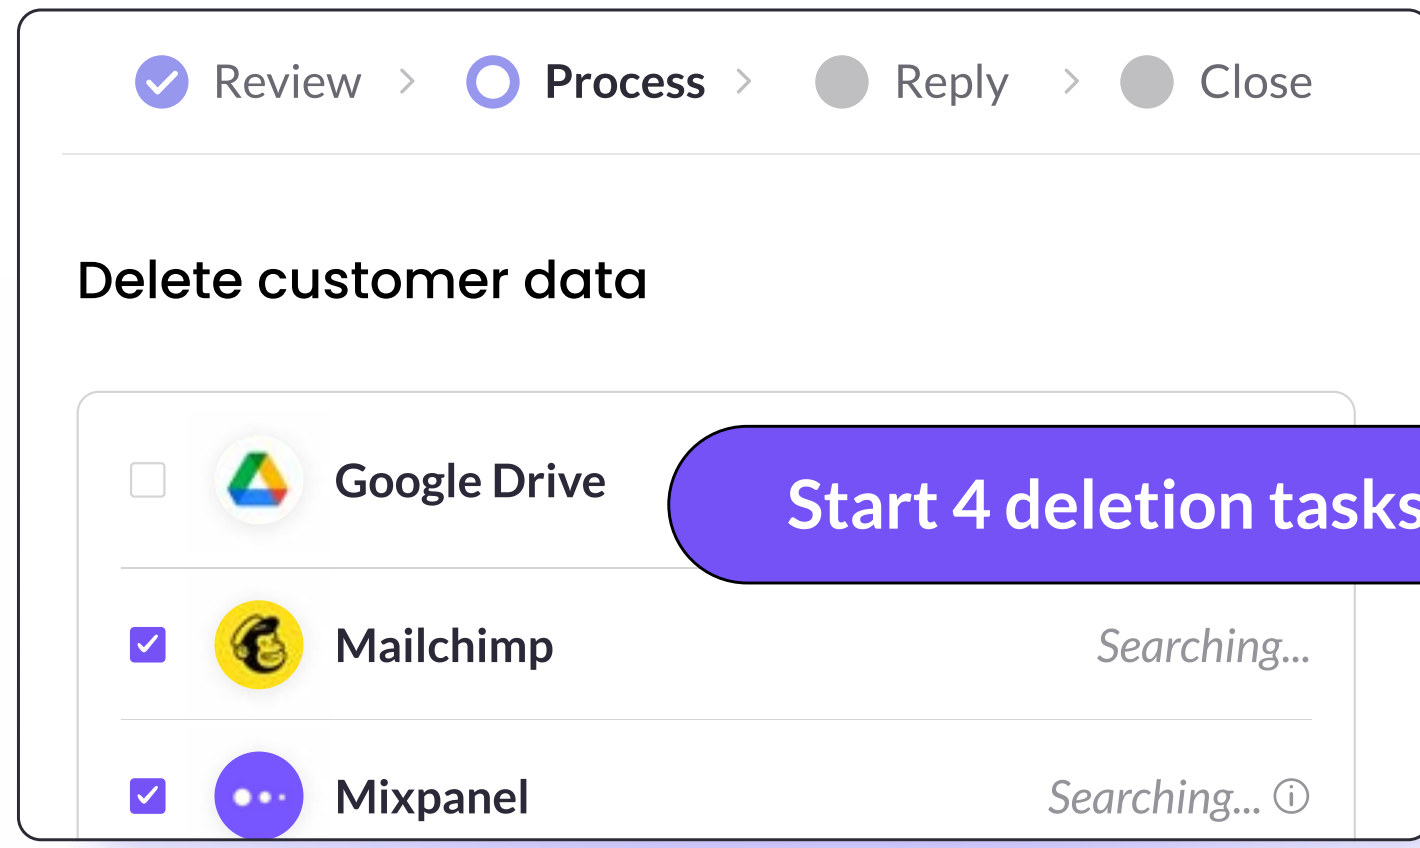 Review > Process > Reply > Close
Delete customer data
Google Drive
Start 4 deletion tasks
Mailchimp Searching...
Mixpanel Searching...